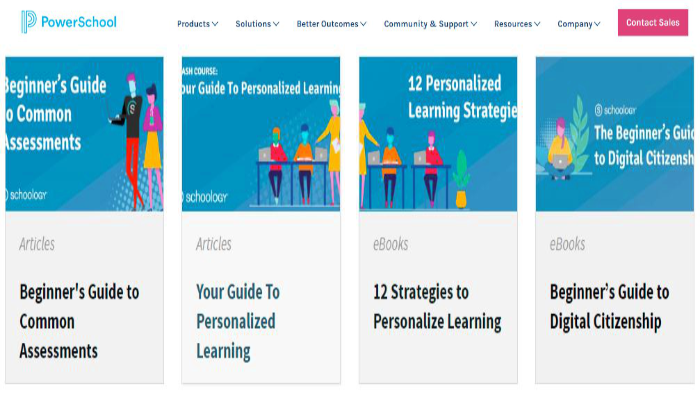 PowerSchool
Products Solutions Better Outcomes Community & Support Resources Company Contact Sales
Beginner's Guide
o Common
Assessments
schoology
ASH COURSE:
our Guide To Personalized Learning
schoology
12 Personalized
Learning Strategie
schoology
The Beginner's Guid
to Digital Citizensh
Articles
Beginner's Guide to
Common
Assessments
Articles
Your Guide To
Personalized
Learning
eBooks
12 Strategies to
Personalize Learning
eBooks
Beginner's Guide to
Digital Citizenship